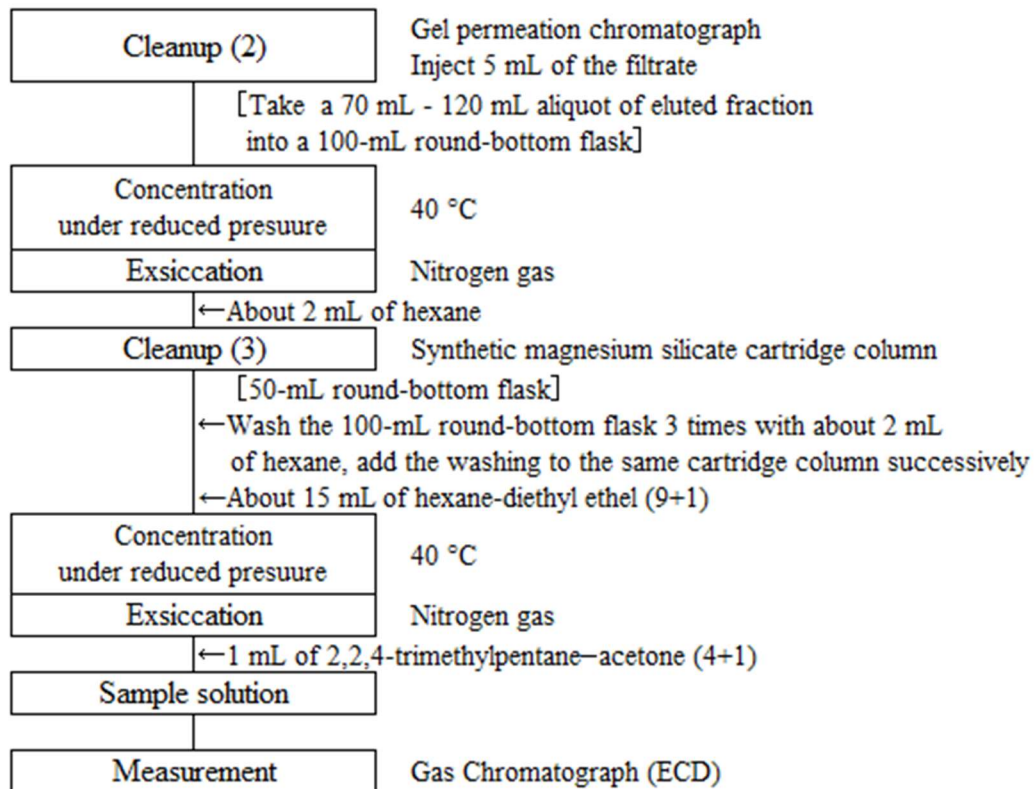 Cleanup (2)
Gel permeation chromatograph
Inject 5 mL of the filtrate
[Take a 70 mL - 120 mL aliquot of eluted fraction
into a 100-mL round-bottom flask]
Concentration
under reduced presuure
40 °C
Exsiccation
Nitrogen gas
←About 2 mL of hexane
Cleanup (3)
Synthetic magnesium silicate cartridge column
[50-mL round-bottom flask]
←Wash the 100-mL round-bottom flask 3 times with about 2 mL
of hexane, add the washing to the same cartridge column successively
←About 15 mL of hexane-diethyl ethel (9+1)
Concentration
under reduced presuure
40 °C
Exsiccation
Nitrogen gas
←1 mL of 2,2,4-trimethylpentane−acetone (4+1)
Sample solution
Measurement
Gas Chromatograph (ECD)